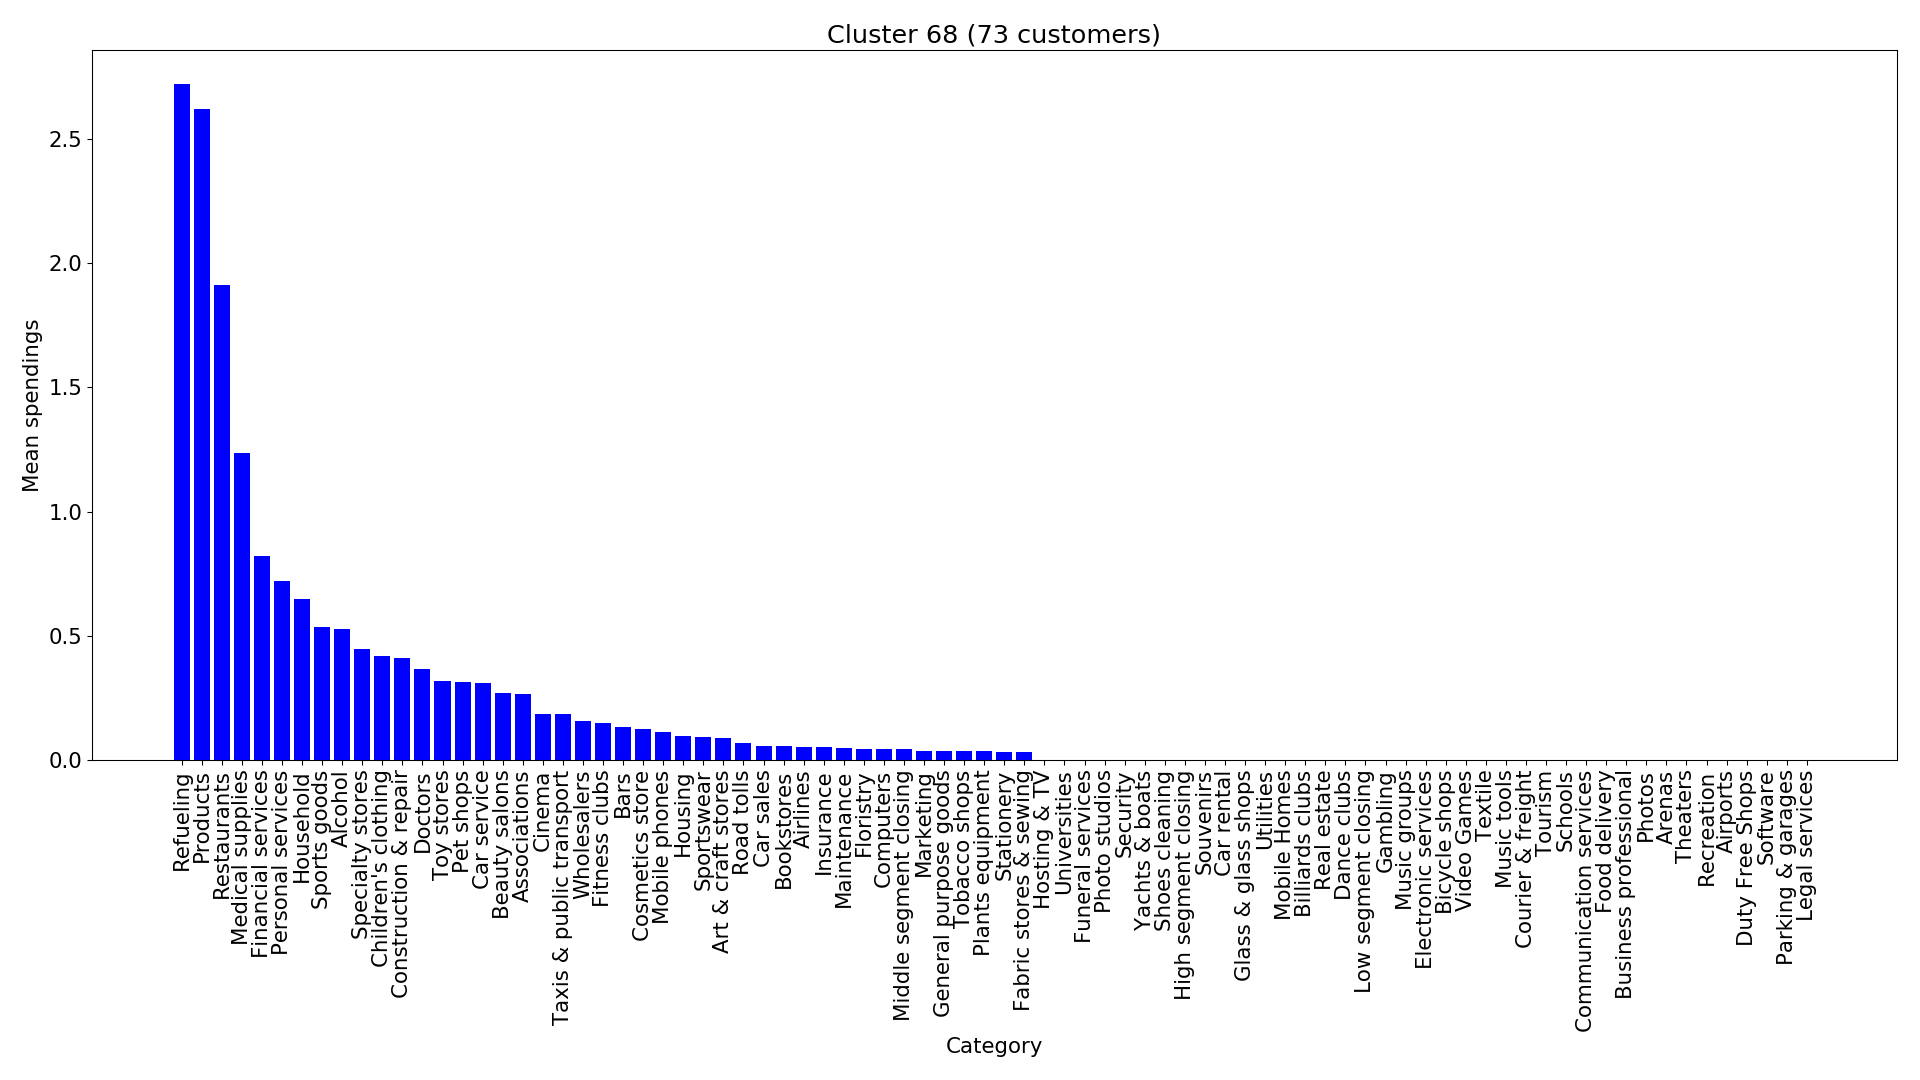 Cluster 68 (73 customers)
Mean spendings
2.5
2.0
1.5
1.0
0.5
0.0
Refueling
Products
Restaurants
Medical supplies
Financial services
Personal services
Household
Sports goods
Alcohol
Specialty stores
Children's clothing
Construction & repair
Doctors
Toy stores
Pet shops
Car service
Beauty salons
Associations
Cinema
Taxis & public transport
Wholesalers
Fitness clubs
Bars
Cosmetics store
Mobile phones
Housing
Sportswear
Art & craft stores
Road tolls
Car sales
Bookstores
Airlines
Insurance
Maintenance
Floristry
Computers
Middle segment closing
Marketing
General purpose goods
Tobacco shops
Plants equipment
Stationery
Fabric stores & sewing
Hosting & TV
Universities
Funeral services
Photo studios
Security
Yachts & boats
Shoes cleaning
High segment closing
Souvenirs
Car rental
Glass & glass shops
Utilities
Mobile Homes
Billiards clubs
Real estate
Dance clubs
Low segment closing
Gambling
Music groups
Electronic services
Bicycle shops
Video Games
Textile
Music tools
Courier & freight
Tourism
Schools
Communication services
Food delivery
Business professional
Photos
Arenas
Theaters
Recreation
Airports
Duty Free Shops
Software
Parking & garages
Legal services
Category